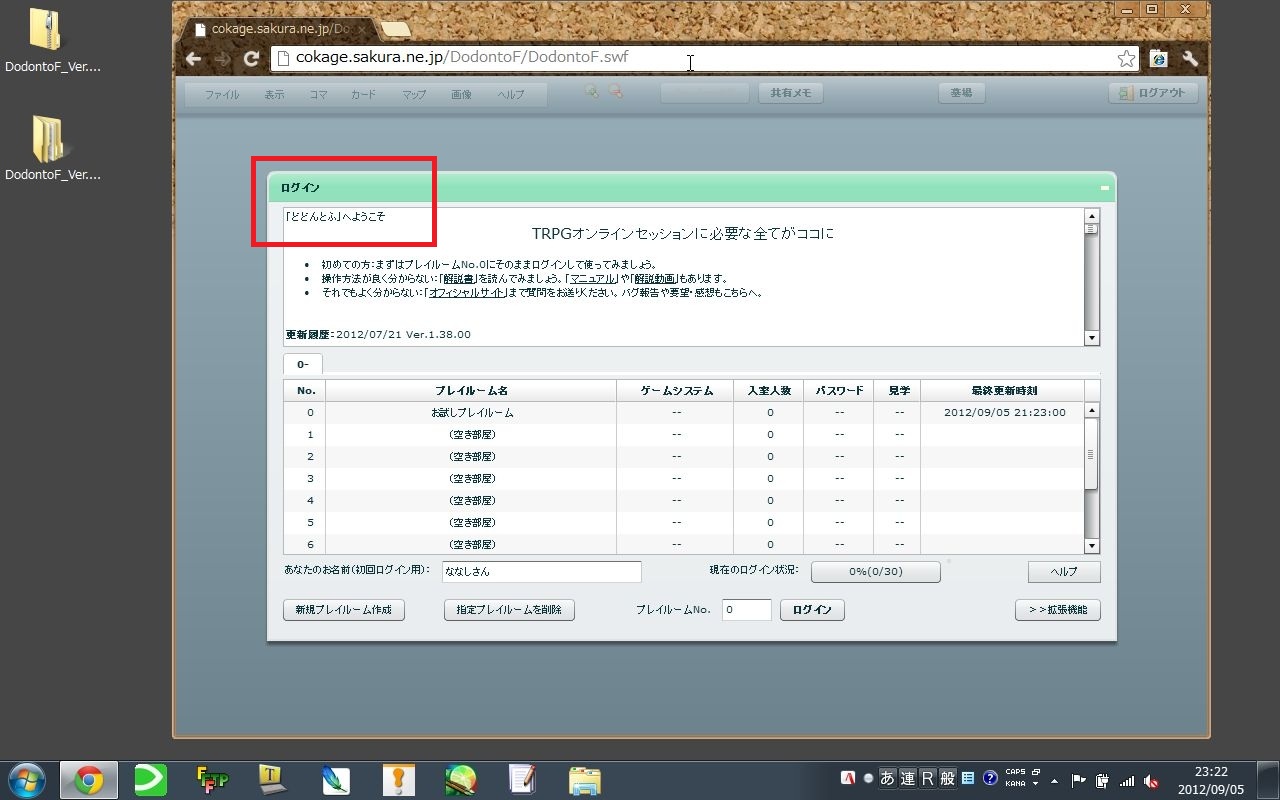 DodontoF_Ver....
DodontoF_Ver....
cokage.sakura.ne.jp/Do
cokage.sakura.ne.jp/DodontoF/DodontoF.swf
ファイル 表示 コマ カード マップ 画像 ヘルプ 共有メモ 墓場 ログアウト
ログイン
「どどんとふ」へようこそ
TRPGオンラインセッションに必要な全てがココに
• 初めての方：まずはプレイルームNo.0にそのままログインして使ってみましょう。
• 操作方法が良く分からない：「解説書」を読んでみましょう。「マニュアル」や「解説動画」もあります。
• それでもよく分からない：「オフィシャルサイト」まで質問をお送りください。バグ報告や要望・感想もこちらへ。
更新履歴：2012/07/21 Ver.1.38.00
0-
No. プレイルーム名 ゲームシステム 入室人数 パスワード 見学 最終更新時刻
0 お試しプレイルーム -- 0 -- -- 2012/09/05 21:23:00
1 （空き部屋） -- 0 -- --
2 （空き部屋） -- 0 -- --
3 （空き部屋） -- 0 -- --
4 （空き部屋） -- 0 -- --
5 （空き部屋） -- 0 -- --
6 （空き部屋） -- 0 -- --
あなたのお名前（初回ログイン用）： ななしさん 現在のログイン状況： 0%(0/30) ヘルプ
新規プレイルーム作成 指定プレイルームを削除 プレイルームNo. 0 ログイン ＞＞拡張機能
FFFTP T A あ 連 R 般 CAPS KANA
23:22
2012/09/05